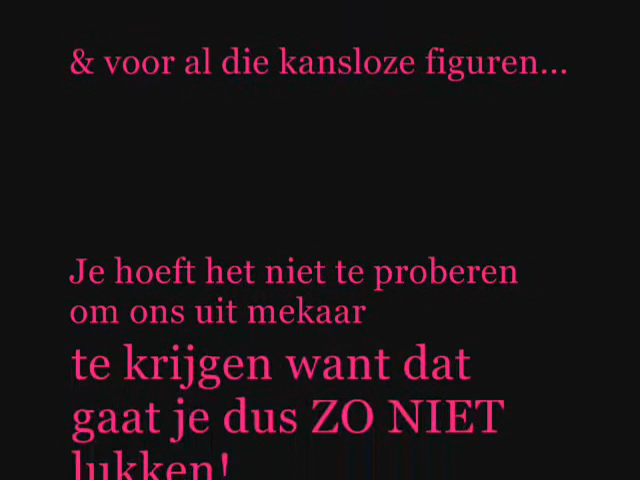 & voor al die kansloze figuren...
Je hoeft het niet te proberen
om ons uit mekaar
te krijgen want dat
gaat je dus ZO NIET
lukken!